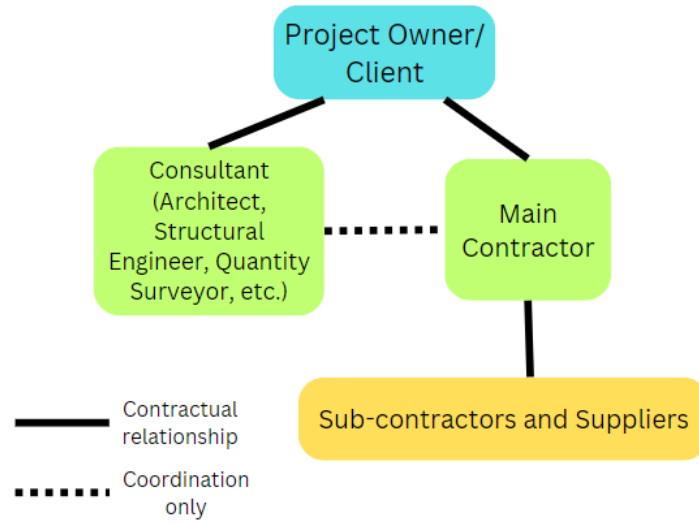 Project Owner/
Client
Consultant
(Architect,
Structural
Engineer, Quantity
Surveyor, etc.)
Main
Contractor
Sub-contractors and Suppliers
Contractual
relationship
Coordination
only